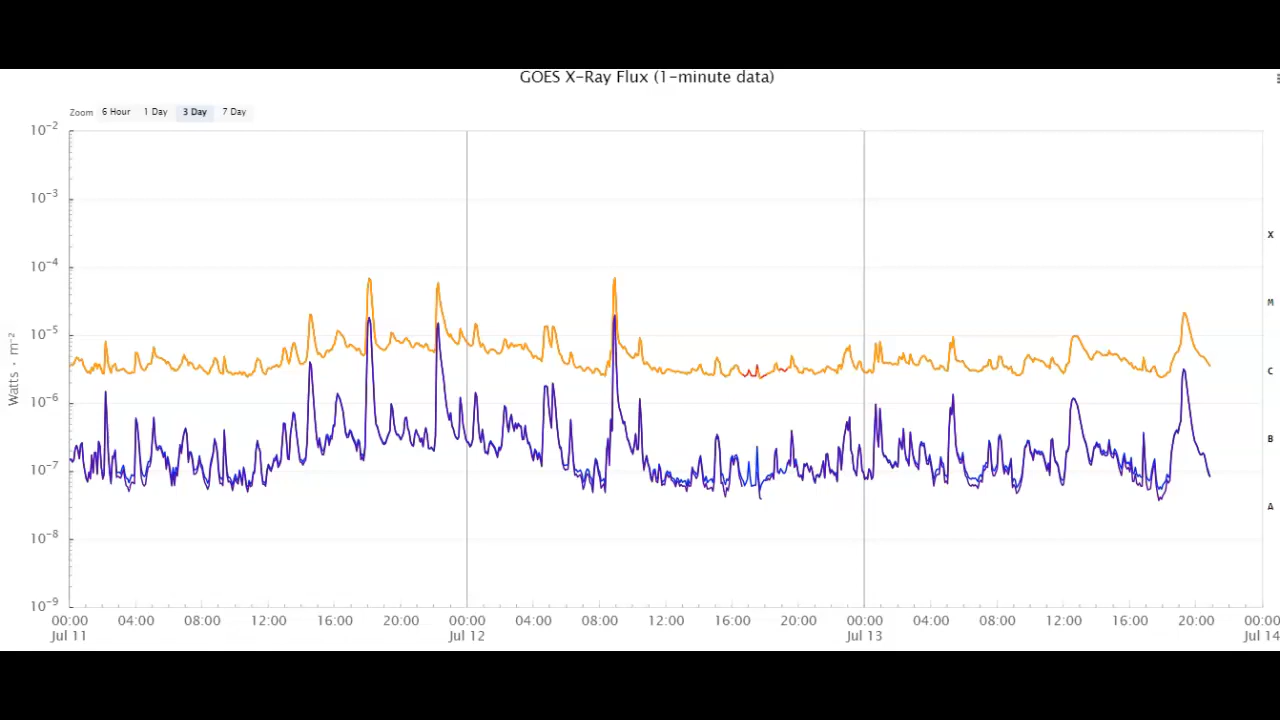 GOES X-Ray Flux (1-minute data)
Zoom 6 Hour 1 Day 3 Day 7 Day
10⁻²
10⁻³
10⁻⁴
10⁻⁵
10⁻⁶
10⁻⁷
10⁻⁸
10⁻⁹
Watts · m⁻²
X
M
C
B
A
00:00 04:00 08:00 12:00 16:00 20:00 00:00 04:00 08:00 12:00 16:00 20:00 00:00 04:00 08:00 12:00 16:00 20:00 00:00
Jul 11 Jul 12 Jul 13 Jul 14